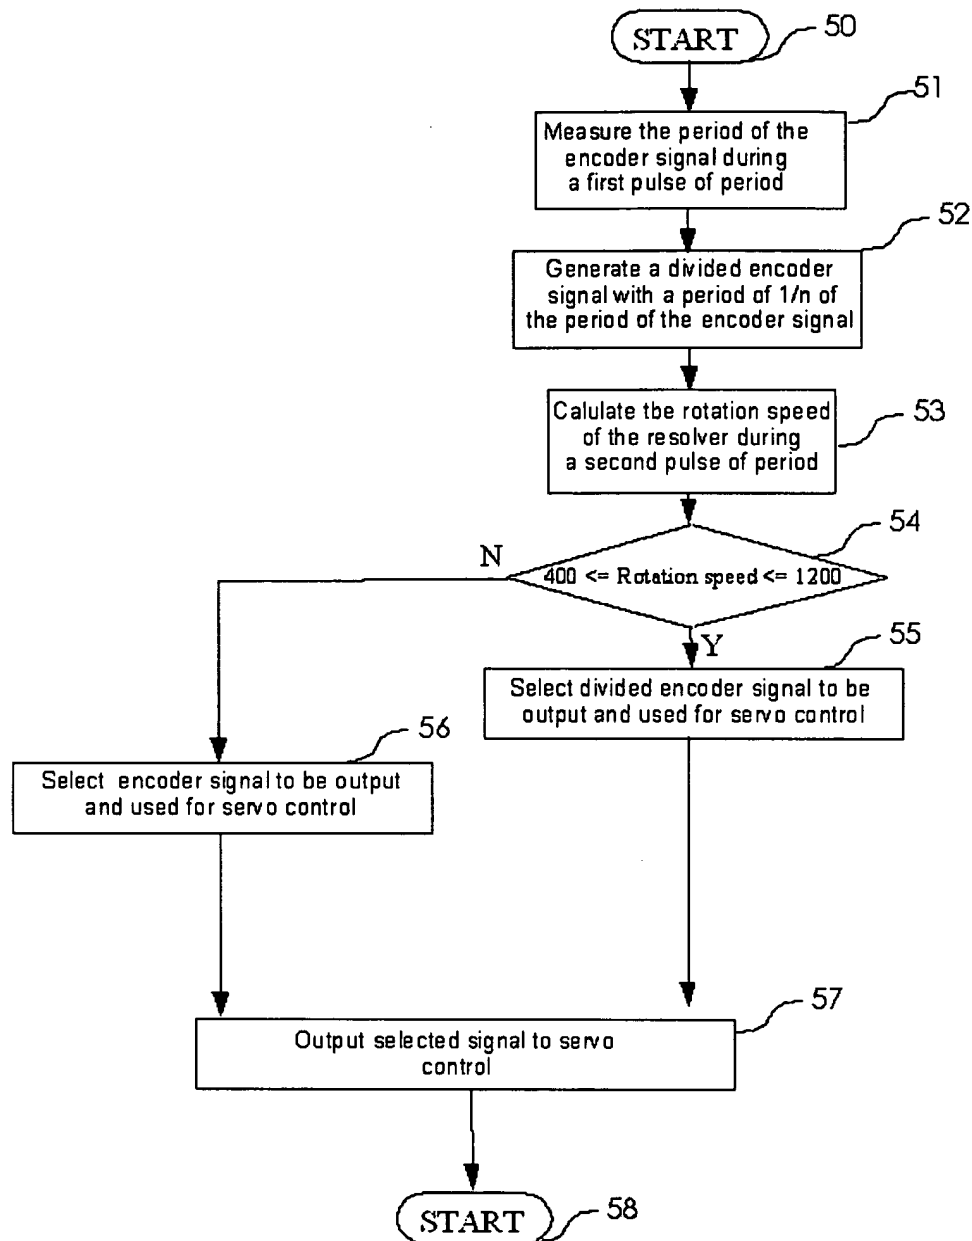 START
50
51
Measure the period of the
encoder signal during
a first pulse of period
52
Generate a divided encoder
signal with a period of 1/n of
the period of the encoder signal
53
Calulate tbe rotation speed
of the resolver during
a second pulse of period
54
N
400 <= Rotation speed <= 1200
Y
55
Select divided encoder signal to be
output and used for servo control
56
Select encoder signal to be output
and used for servo control
57
Output selected signal to servo
control
START
58